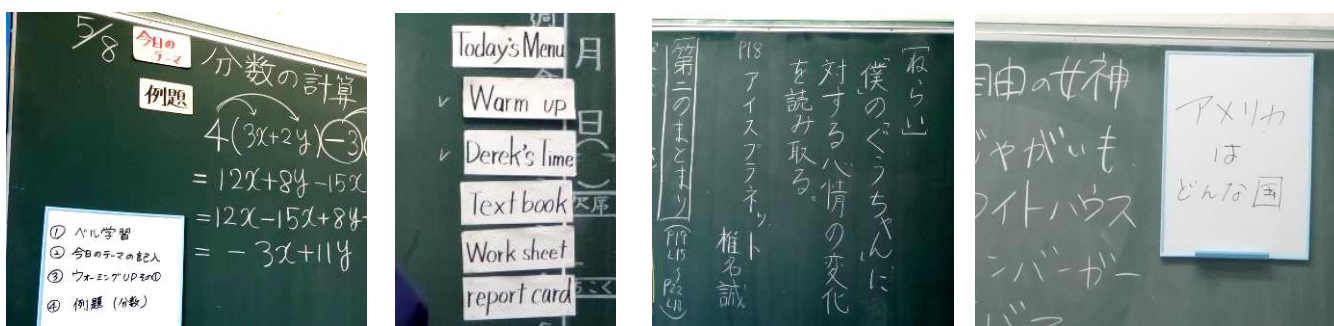 5/8
今日の
テーマ
分数の計算
例題
4(3x+2y)-3(
= 12x+8y-15x
= 12x-15x+8y-
= -3x+11y
① ベル学習
② 今日のテーマの記入
③ ウォーミングUPその①
④ 例題(分数)
Today's Menu
✓ Warm up
✓ Derek's Time
Textbook
Work sheet
report card
月
日(
)
欠席
[ねらい]
「僕」の「ぐうちゃん」に
対する心情の変化
を読み取る。
P18 アイスプラネット
椎名誠
第二のまとまり
自由の女神
じゃがいも
ワイトハウス
ンバーガー
アメリカ
は
どんな国